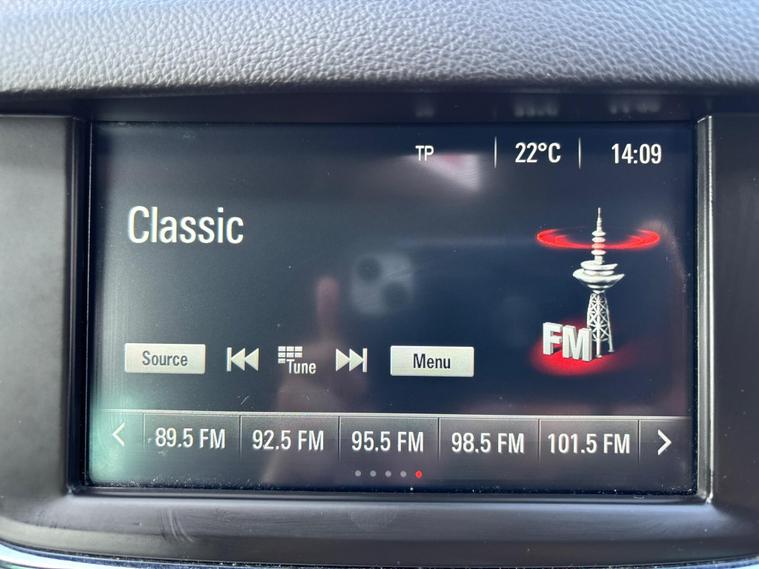 TP 22°C 14:09
Classic
FM
Source Tune Menu
89.5 FM 92.5 FM 95.5 FM 98.5 FM 101.5 FM